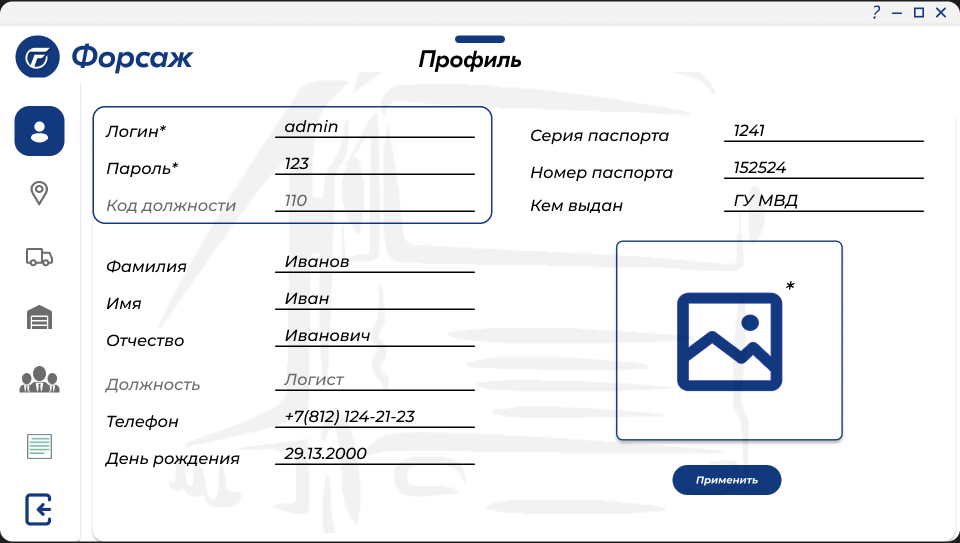 ?
Форсаж
Профиль
Логин* admin
Пароль* 123
Код должности 110
Серия паспорта 1241
Номер паспорта 152524
Кем выдан ГУ МВД
Фамилия Иванов
Имя Иван
Отчество Иванович
Должность Логист
Телефон +7(812) 124-21-23
День рождения 29.13.2000
*
Применить